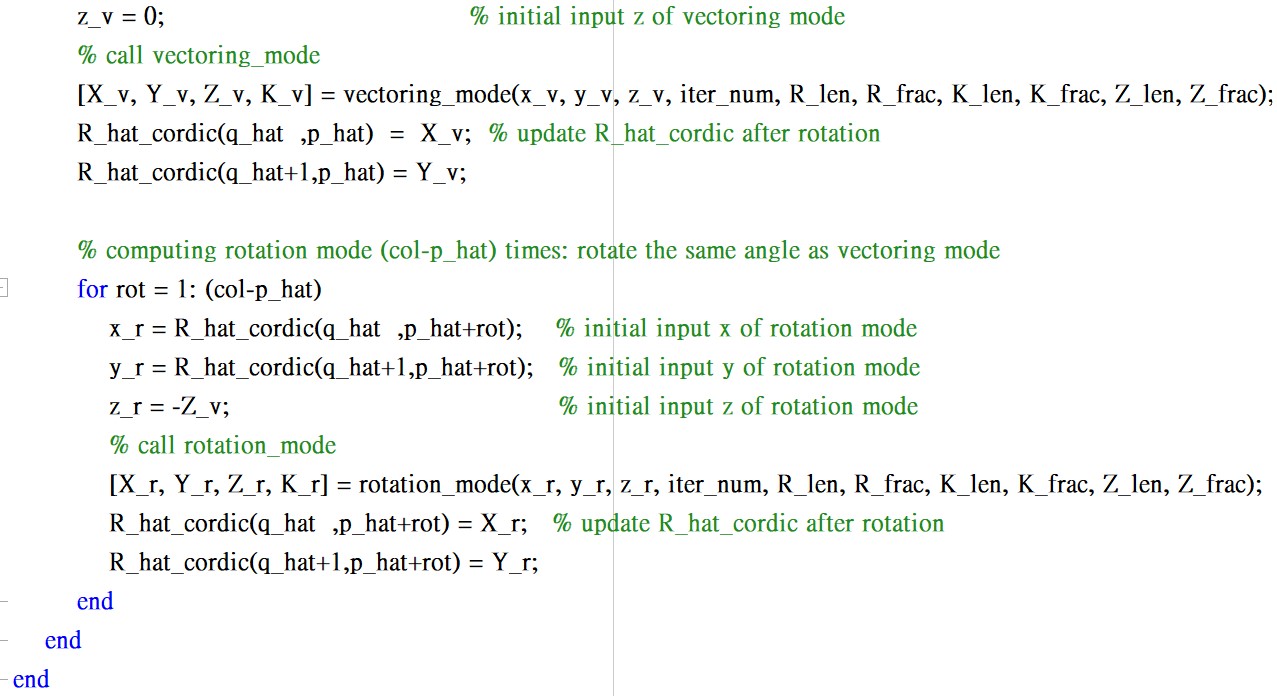 z_v = 0; % initial input z of vectoring mode
% call vectoring_mode
[X_v, Y_v, Z_v, K_v] = vectoring_mode(x_v, y_v, z_v, iter_num, R_len, R_frac, K_len, K_frac, Z_len, Z_frac);
R_hat_cordic(q_hat  ,p_hat)  =  X_v;  % update R_hat_cordic after rotation
R_hat_cordic(q_hat+1,p_hat) = Y_v;
% computing rotation mode (col-p_hat) times: rotate the same angle as vectoring mode
for rot = 1: (col-p_hat)
x_r = R_hat_cordic(q_hat  ,p_hat+rot);   % initial input x of rotation mode
y_r = R_hat_cordic(q_hat+1,p_hat+rot);   % initial input y of rotation mode
z_r = -Z_v; % initial input z of rotation mode
% call rotation_mode
[X_r, Y_r, Z_r, K_r] = rotation_mode(x_r, y_r, z_r, iter_num, R_len, R_frac, K_len, K_frac, Z_len, Z_frac);
R_hat_cordic(q_hat  ,p_hat+rot) = X_r;   % update R_hat_cordic after rotation
R_hat_cordic(q_hat+1,p_hat+rot) = Y_r;
end
end
end